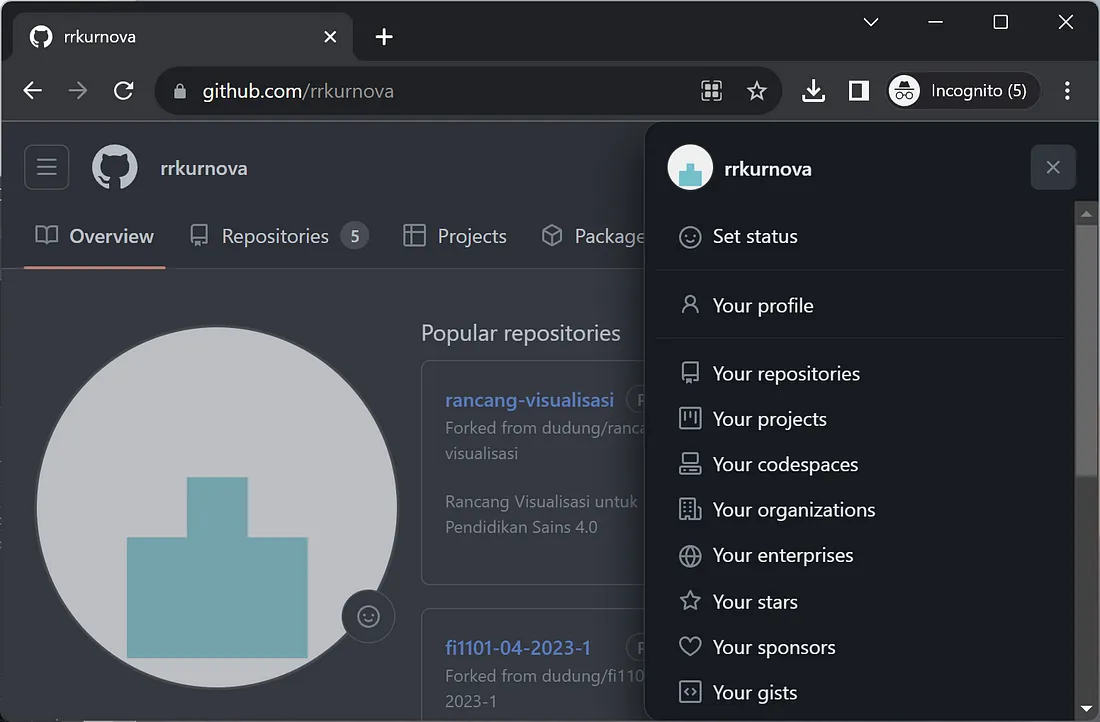 rrkurnova
github.com/rrkurnova
Incognito (5)
rrkurnova
Overview
Repositories 5
Projects
Package
Popular repositories
rancang-visualisasi
Forked from dudung/ranca
visualisasi
Rancang Visualisasi untuk
Pendidikan Sains 4.0
fi1101-04-2023-1
Forked from dudung/fi110
2023-1
rrkurnova
Set status
Your profile
Your repositories
Your projects
Your codespaces
Your organizations
Your enterprises
Your stars
Your sponsors
Your gists